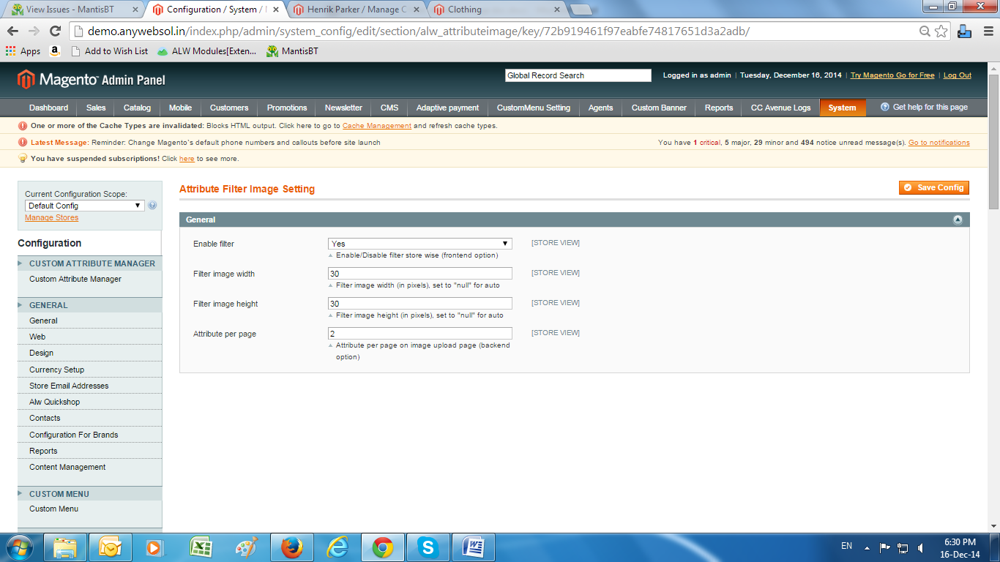 View Issues - MantisBT
Configuration / System /
Henrik Parker / Manage C
Clothing
demo.anywebsol.in/index.php/admin/system_config/edit/section/alw_attributeimage/key/72b919461f97eabfe74817651d3a2adb/
Apps
Add to Wish List
ALW Modules[Exten...
MantisBT
Magento Admin Panel
Global Record Search
Logged in as admin | Tuesday, December 16, 2014 | Try Magento Go for Free | Log Out
Dashboard
Sales
Catalog
Mobile
Customers
Promotions
Newsletter
CMS
Adaptive payment
CustomMenu Setting
Agents
Custom Banner
Reports
CC Avenue Logs
System
Get help for this page
One or more of the Cache Types are invalidated: Blocks HTML output. Click here to go to Cache Management and refresh cache types.
Latest Message: Reminder: Change Magento's default phone numbers and callouts before site launch
You have 1 critical, 5 major, 29 minor and 494 notice unread message(s). Go to notifications
You have suspended subscriptions! Click here to see more.
Current Configuration Scope:
Default Config
Manage Stores
Configuration
CUSTOM ATTRIBUTE MANAGER
Custom Attribute Manager
GENERAL
General
Web
Design
Currency Setup
Store Email Addresses
Alw Quickshop
Contacts
Configuration For Brands
Reports
Content Management
CUSTOM MENU
Custom Menu
Attribute Filter Image Setting
Save Config
General
Enable filter
Yes
[STORE VIEW]
Enable/Disable filter store wise (frontend option)
Filter image width
30
[STORE VIEW]
Filter image width (in pixels), set to "null" for auto
Filter image height
30
[STORE VIEW]
Filter image height (in pixels), set to "null" for auto
Attribute per page
2
[STORE VIEW]
Attribute per page on image upload page (backend
option)
EN
6:30 PM
16-Dec-14